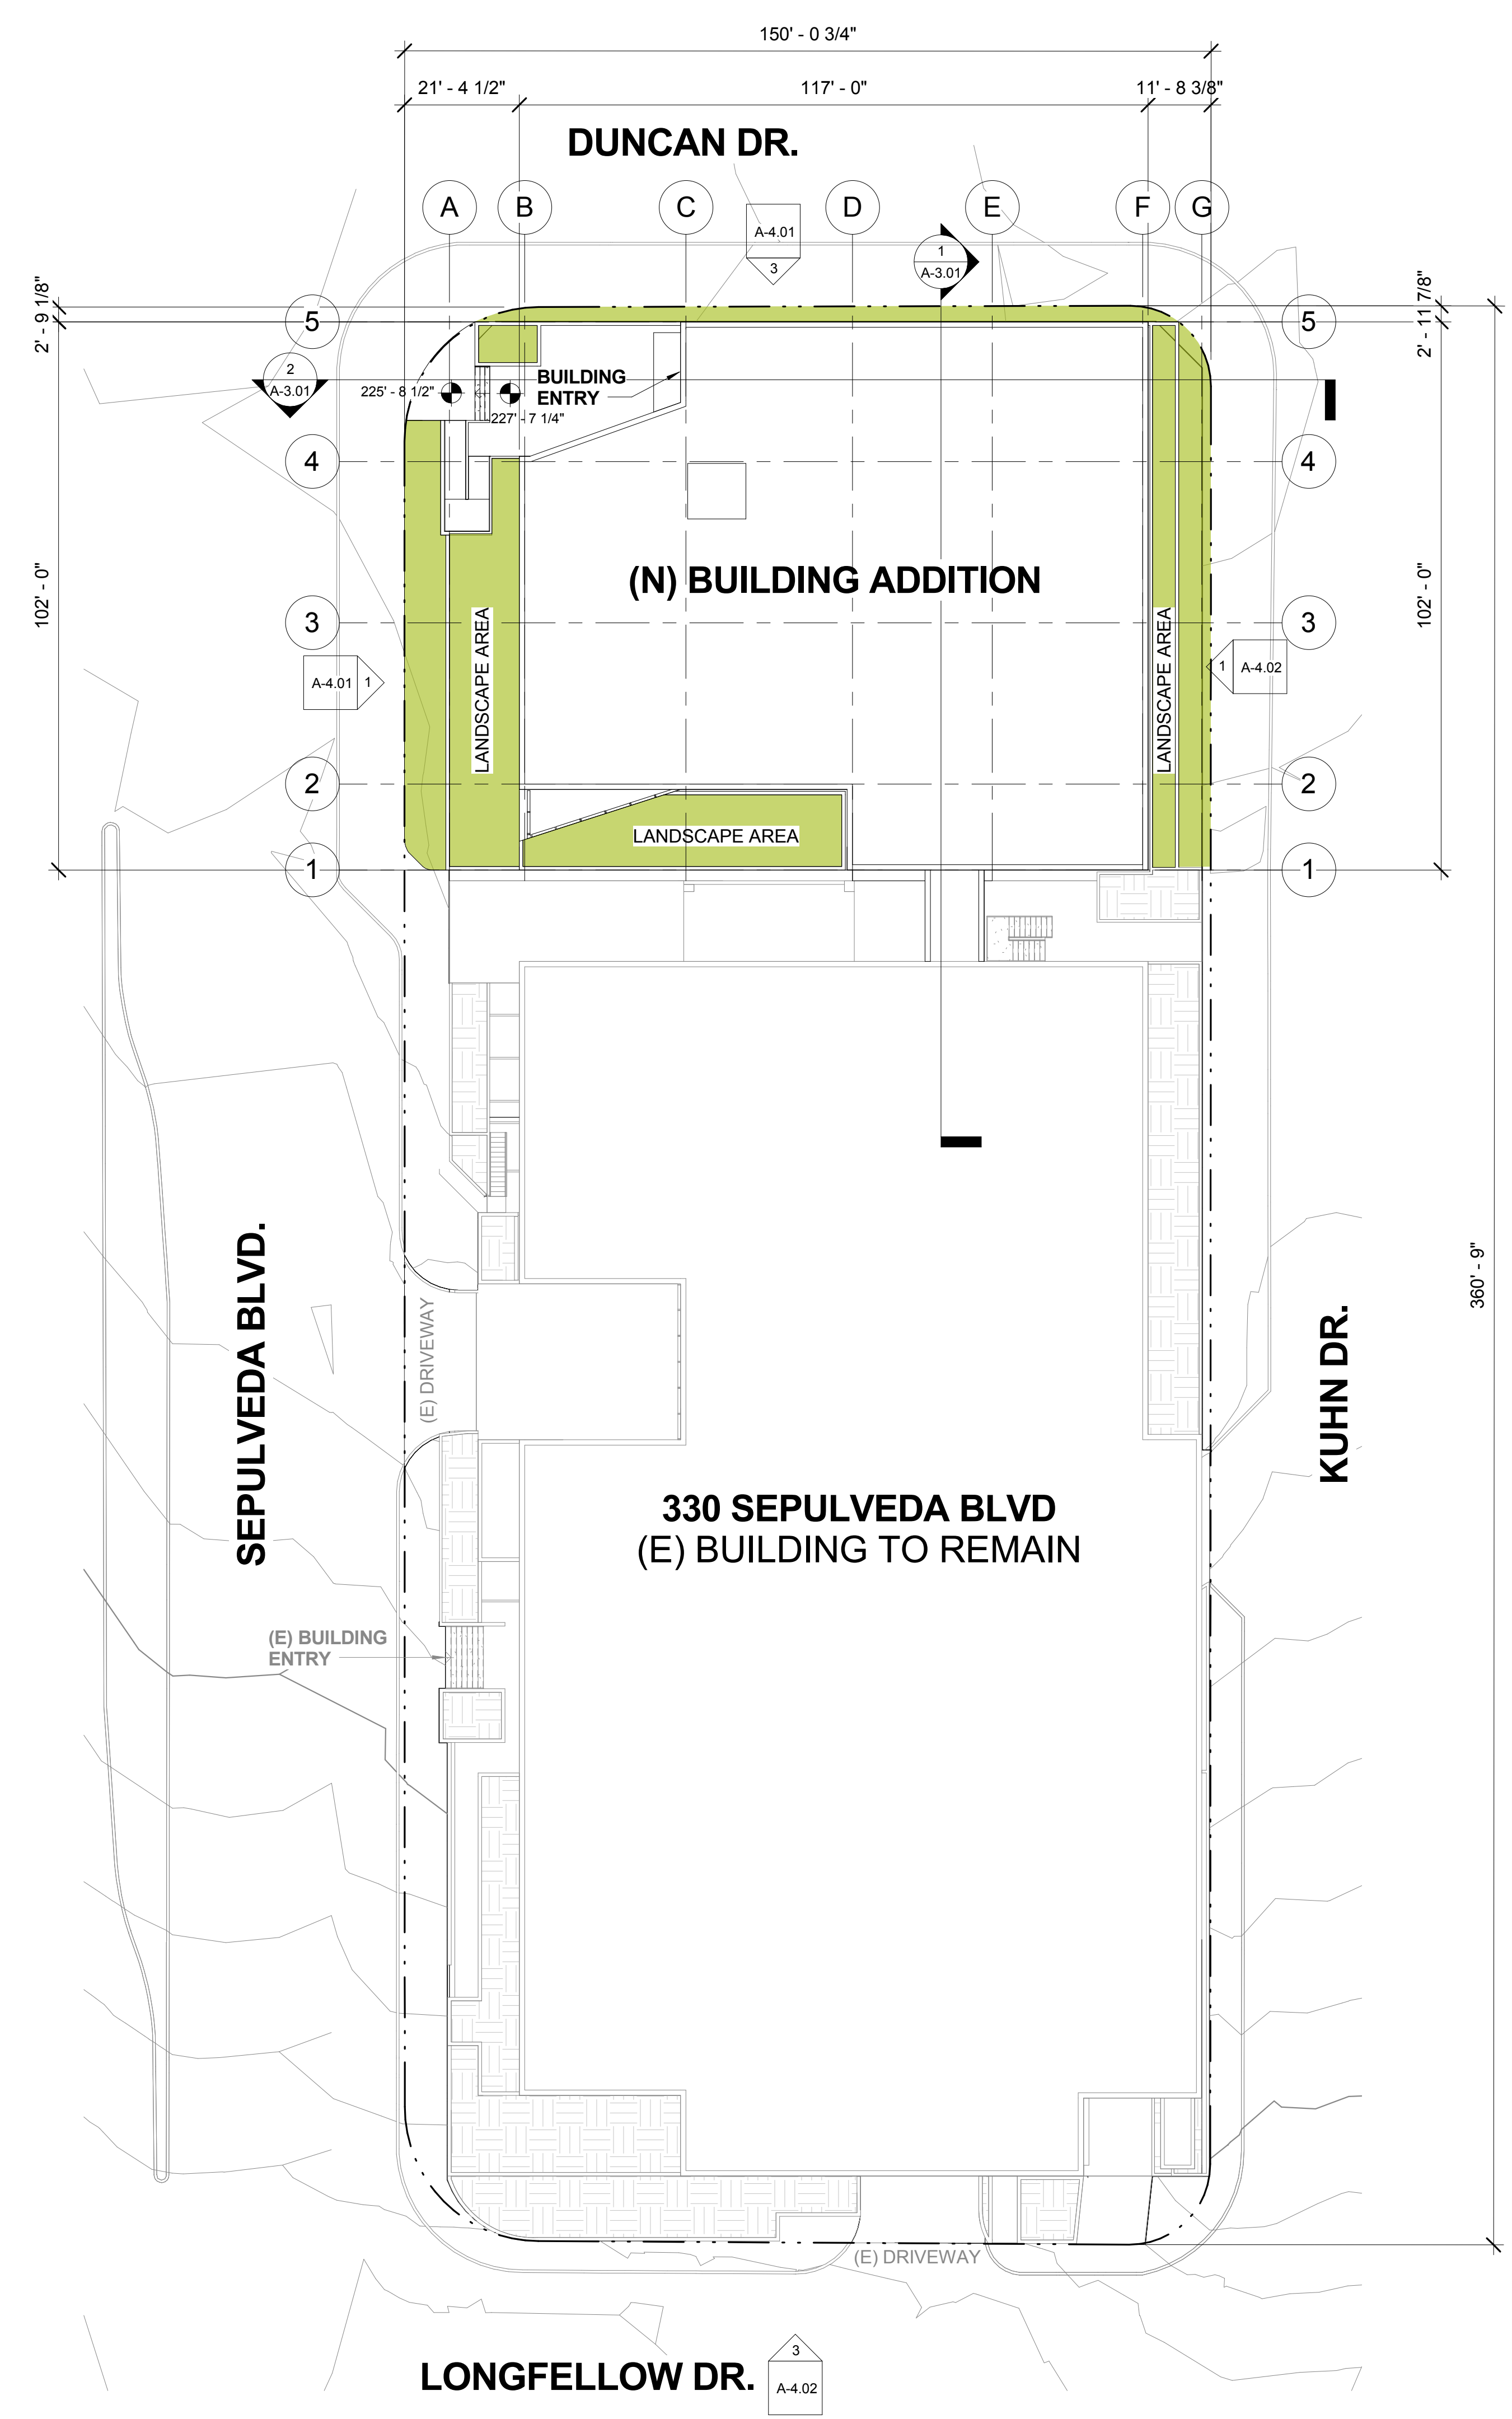 150' - 0 3/4"
21' - 4 1/2"
117' - 0"
11' - 8 3/8"
DUNCAN DR.
A
B
C
D
E
F
G
A-4.01
3
1
A-3.01
2' - 9 1/8"
2' - 11 7/8"
5
5
2
A-3.01
225' - 8 1/2"
227' - 7 1/4"
BUILDING
ENTRY
4
4
102' - 0"
102' - 0"
(N) BUILDING ADDITION
3
3
LANDSCAPE AREA
LANDSCAPE AREA
A-4.01
1
1
A-4.02
2
2
LANDSCAPE AREA
1
1
360' - 9"
SEPULVEDA BLVD.
(E) DRIVEWAY
KUHN DR.
330 SEPULVEDA BLVD
(E) BUILDING TO REMAIN
(E) BUILDING
ENTRY
(E) DRIVEWAY
LONGFELLOW DR.
3
A-4.02